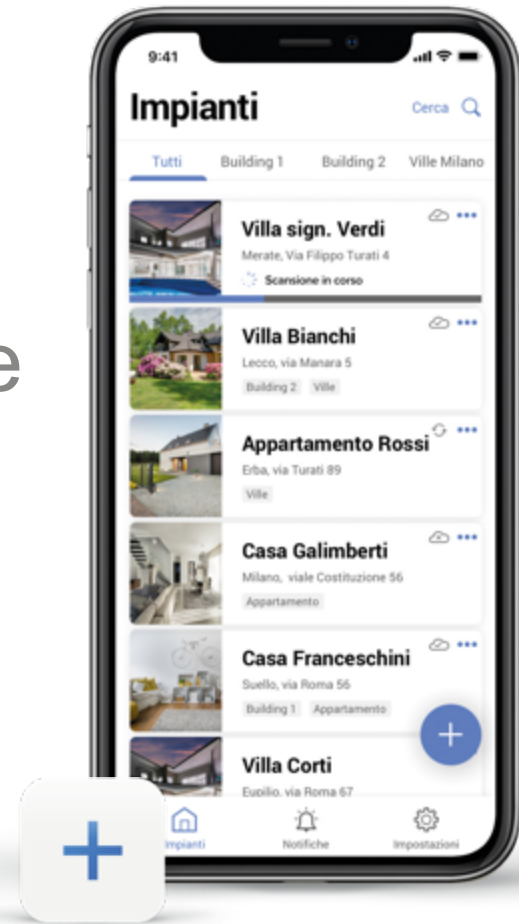 9:41
Impianti
Cerca
Tutti Building 1 Building 2 Ville Milano
Villa sign. Verdi
Merate, Via Filippo Turati 4
Scansione in corso
Villa Bianchi
Lecco, via Manara 5
Building 2 Ville
e
Appartamento Rossi
Erba, via Turati 89
Ville
Casa Galimberti
Milano, viale Costituzione 56
Appartamento
Casa Franceschini
Suello, via Roma 56
Building 1 Appartamento
+
Villa Corti
Eupilio, via Roma 67
+
Impianti Notifiche Impostazioni